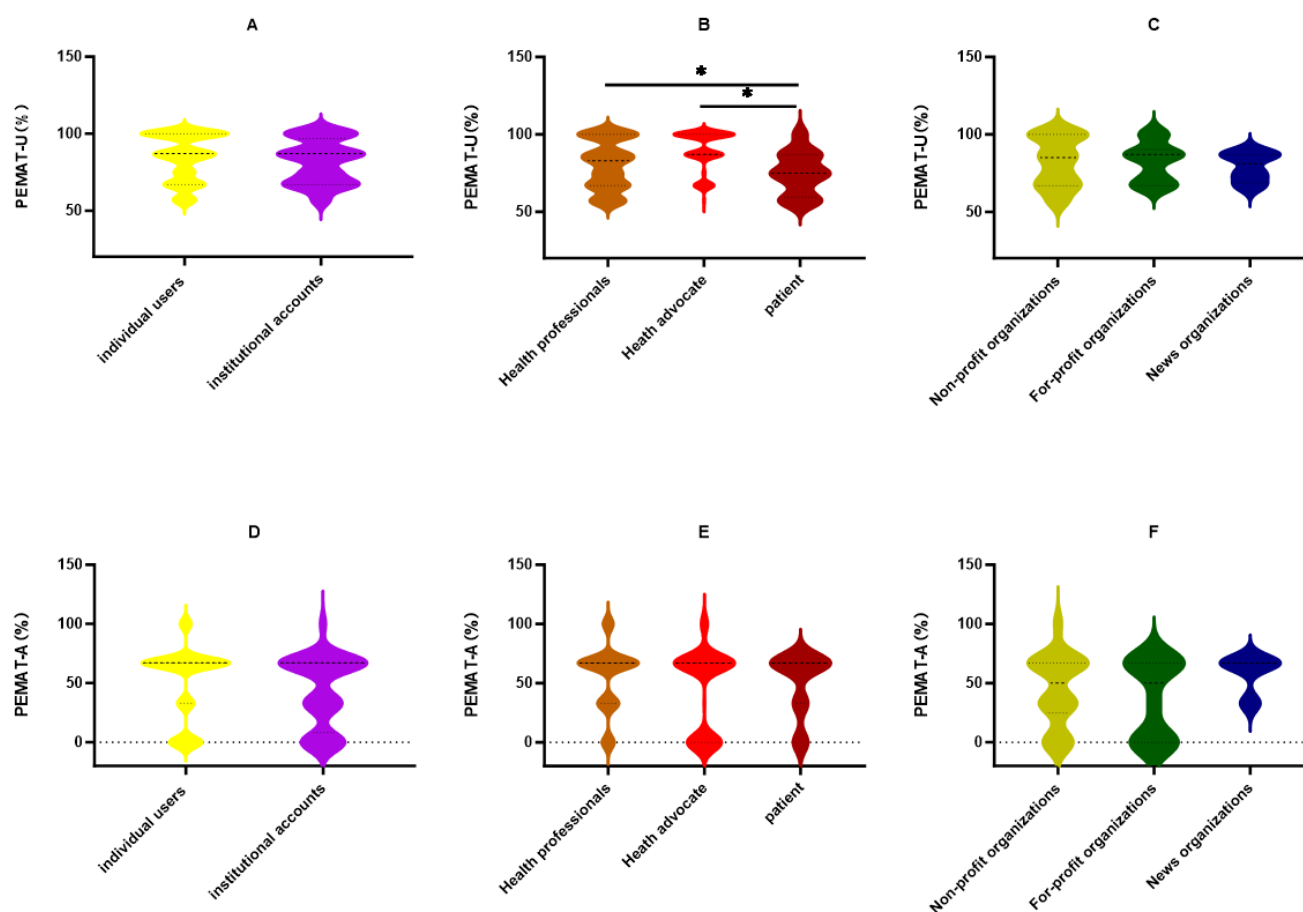 A
PEMAT-U (%)
150
100
50
individual users
institutional accounts
B
PEMAT-U (%)
150
100
50
*
*
Health professionals
Heath advocate
patient
C
PEMAT-U (%)
150
100
50
Non-profit organizations
For-profit organizations
News organizations
D
PEMAT-A (%)
150
100
50
0
individual users
institutional accounts
E
PEMAT-A (%)
150
100
50
0
Health professionals
Heath advocate
patient
F
PEMAT-A (%)
150
100
50
0
Non-profit organizations
For-profit organizations
News organizations